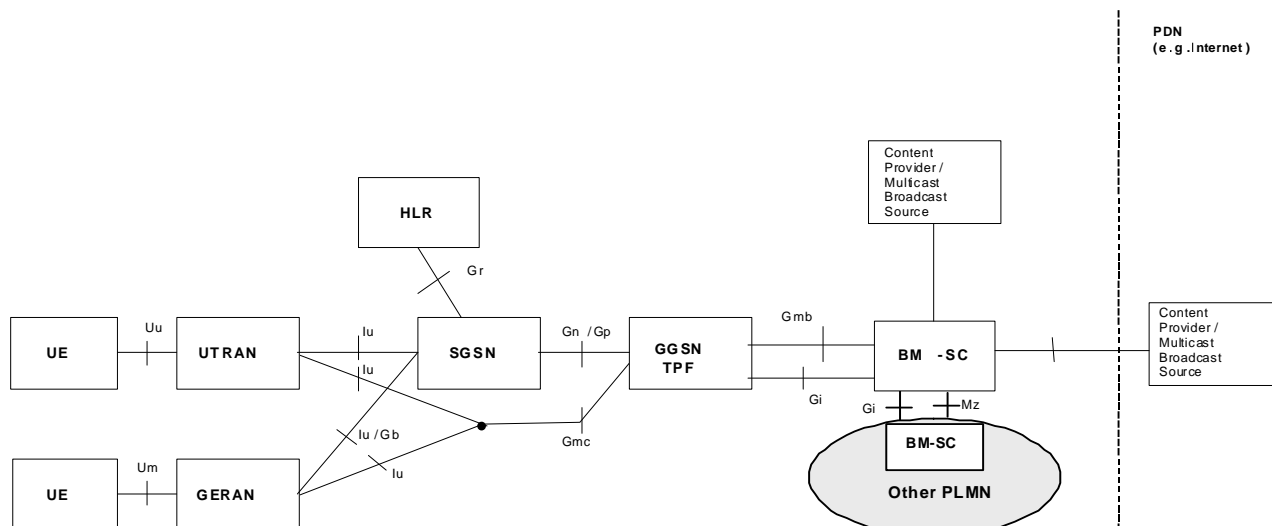 PDN
(e.g.Internet)
Content
Provider /
Multicast
Broadcast
Source
HLR
Gr
Uu
Iu
Iu
Gn /Gp
Gmb
Gi
UE
UTRAN
SGSN
GGSN
TPF
BM -SC
Content
Provider /
Multicast
Broadcast
Source
Gi
Mz
Iu/Gb
Iu
Gmc
BM-SC
Other PLMN
Um
UE
GERAN